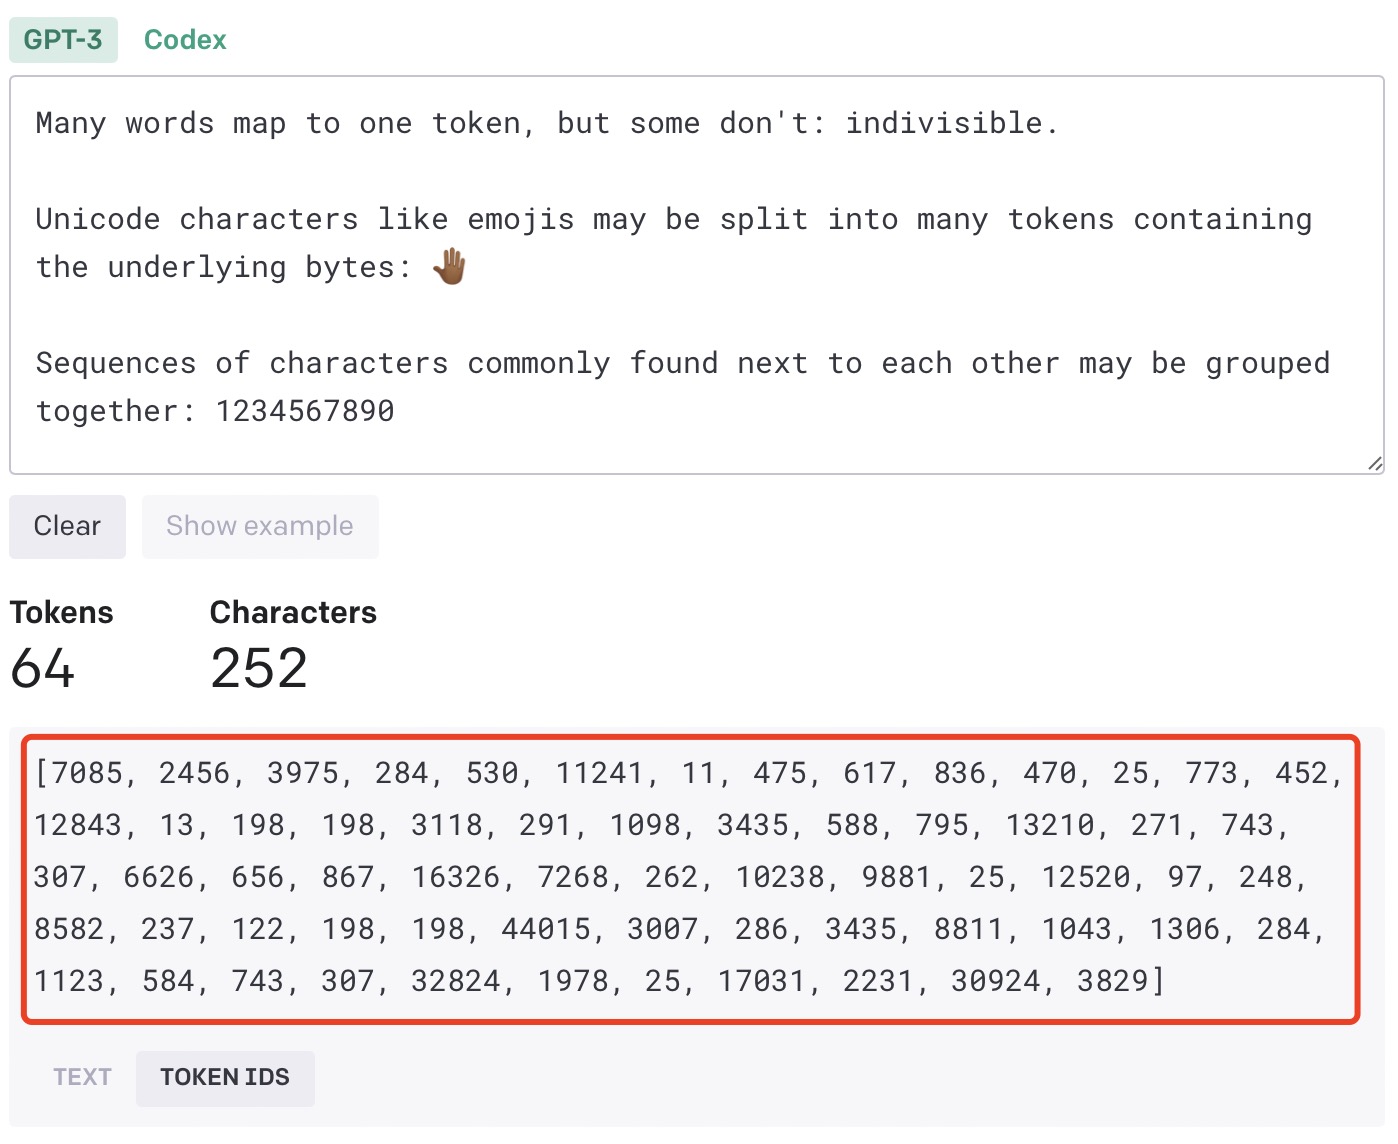 GPT-3 Codex
Many words map to one token, but some don't: indivisible.
Unicode characters like emojis may be split into many tokens containing
the underlying bytes: 🤚🏾
Sequences of characters commonly found next to each other may be grouped
together: 1234567890
Clear Show example
Tokens Characters
64 252
[7085, 2456, 3975, 284, 530, 11241, 11, 475, 617, 836, 470, 25, 773, 452,
12843, 13, 198, 198, 3118, 291, 1098, 3435, 588, 795, 13210, 271, 743,
307, 6626, 656, 867, 16326, 7268, 262, 10238, 9881, 25, 12520, 97, 248,
8582, 237, 122, 198, 198, 44015, 3007, 286, 3435, 8811, 1043, 1306, 284,
1123, 584, 743, 307, 32824, 1978, 25, 17031, 2231, 30924, 3829]
TEXT TOKEN IDS